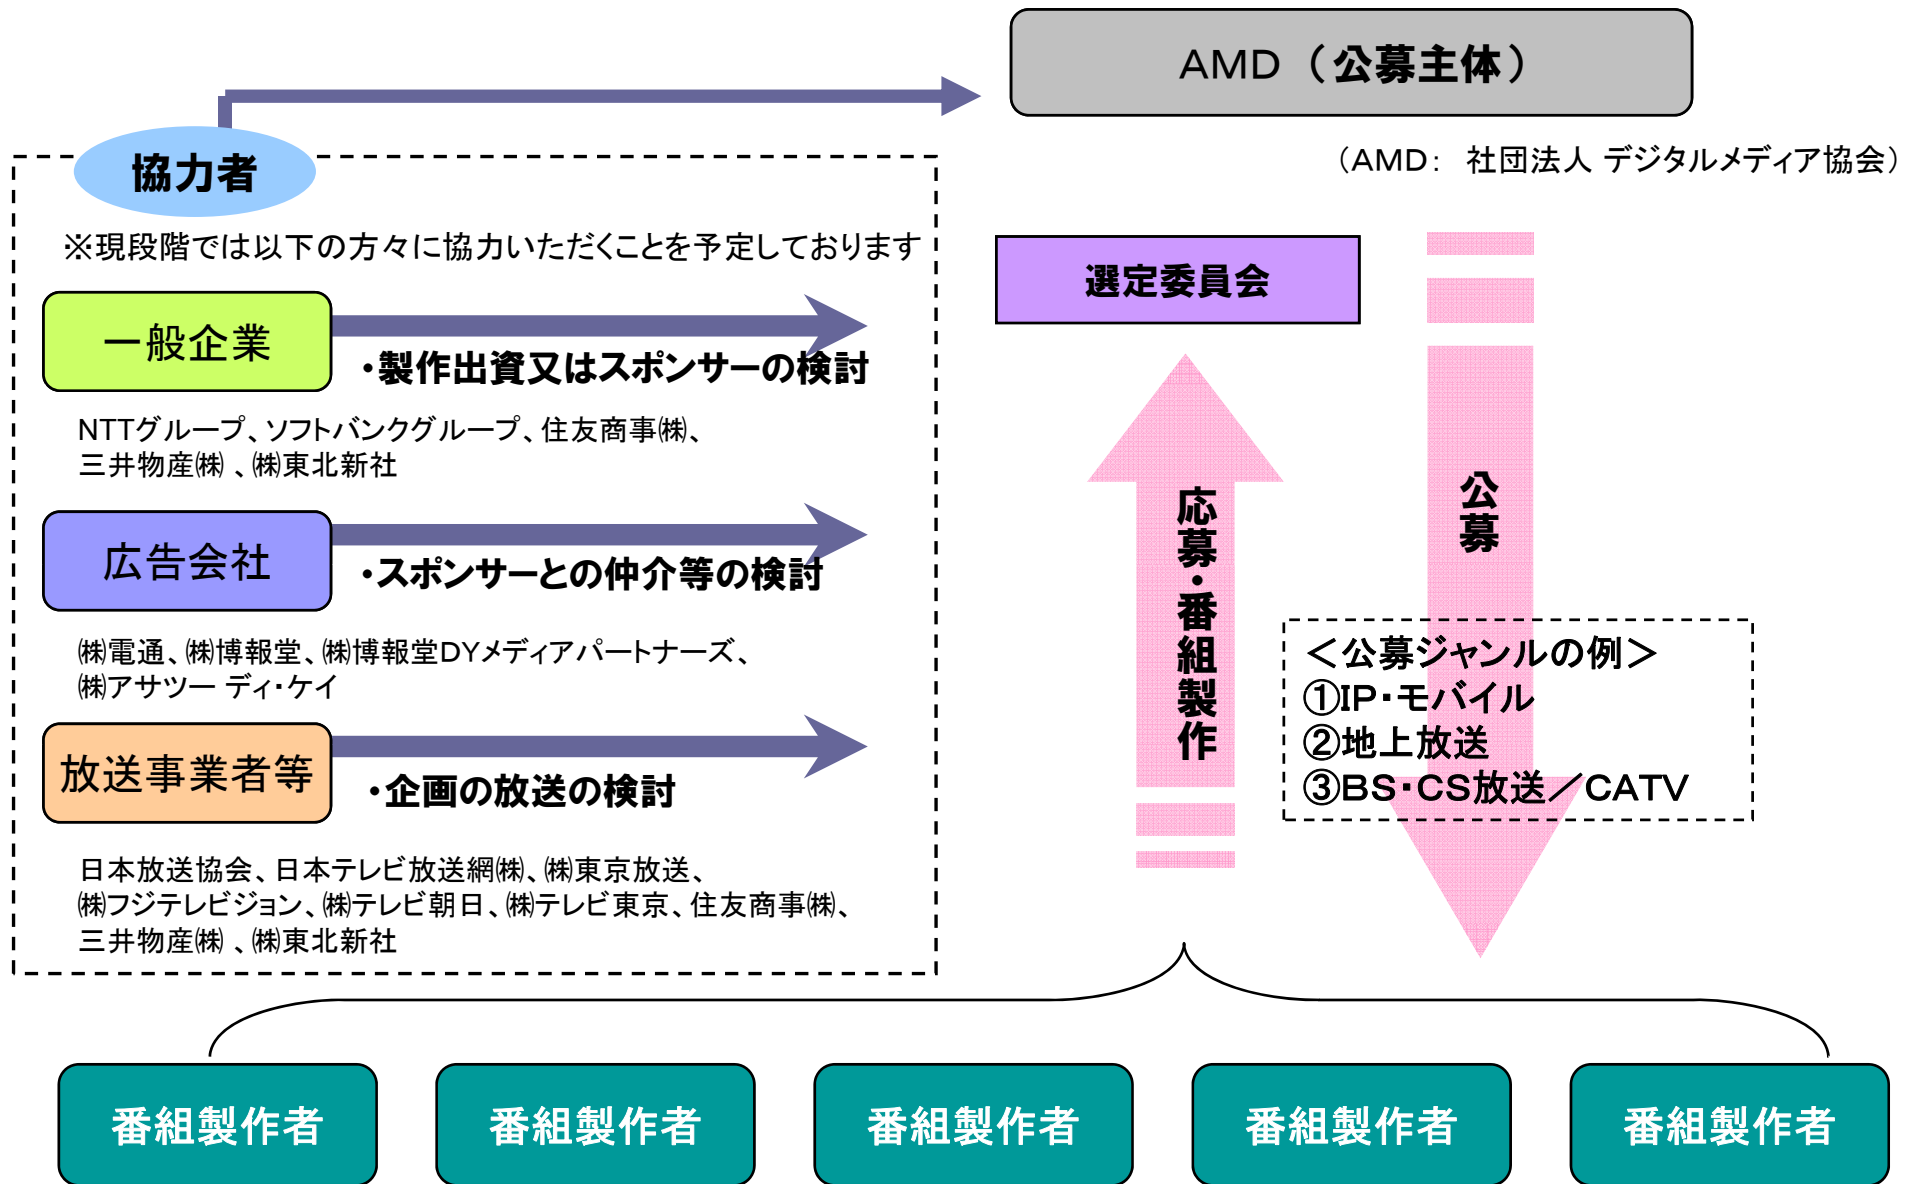 AMD（公募主体）
（AMD：　社団法人 デジタルメディア協会）
協力者
※現段階では以下の方々に協力いただくことを予定しております
一般企業
・製作出資又はスポンサーの検討
NTTグループ、ソフトバンクグループ、住友商事㈱、
三井物産㈱ 、㈱東北新社
広告会社
・スポンサーとの仲介等の検討
㈱電通、㈱博報堂、㈱博報堂DYメディアパートナーズ、
㈱アサツー ディ・ケイ
放送事業者等
・企画の放送の検討
日本放送協会、日本テレビ放送網㈱、㈱東京放送、
㈱フジテレビジョン、㈱テレビ朝日、㈱テレビ東京、住友商事㈱、
三井物産㈱ 、㈱東北新社
選定委員会
応募・番組製作
公募
＜公募ジャンルの例＞
①IP・モバイル
②地上放送
③BS・CS放送／CATV
番組製作者
番組製作者
番組製作者
番組製作者
番組製作者